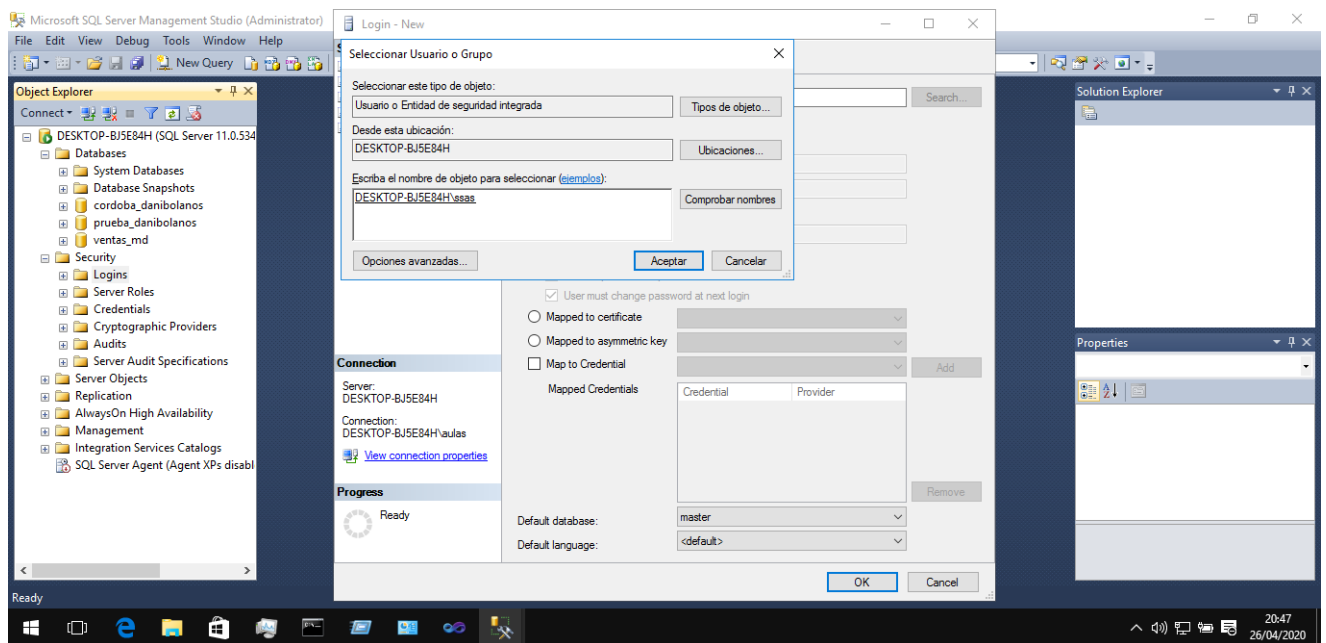 Microsoft SQL Server Management Studio (Administrator)
File Edit View Debug Tools Window Help
New Query
Object Explorer
Connect
DESKTOP-BJ5E84H (SQL Server 11.0.534
Databases
System Databases
Database Snapshots
cordoba_danibolanos
prueba_danibolanos
ventas_md
Security
Logins
Server Roles
Credentials
Cryptographic Providers
Audits
Server Audit Specifications
Server Objects
Replication
AlwaysOn High Availability
Management
Integration Services Catalogs
SQL Server Agent (Agent XPs disabl
Ready
Login - New
Search...
Seleccionar Usuario o Grupo
Seleccionar este tipo de objeto:
Usuario o Entidad de seguridad integrada
Tipos de objeto...
Desde esta ubicación:
DESKTOP-BJ5E84H
Ubicaciones...
Escriba el nombre de objeto para seleccionar (ejemplos):
DESKTOP-BJ5E84H\ssas
Comprobar nombres
Opciones avanzadas...
Aceptar
Cancelar
User must change password at next login
Mapped to certificate
Mapped to asymmetric key
Map to Credential
Add
Mapped Credentials
Credential
Provider
Remove
Default database:
master
Default language:
<default>
Connection
Server:
DESKTOP-BJ5E84H
Connection:
DESKTOP-BJ5E84H\aulas
View connection properties
Progress
Ready
OK
Cancel
Solution Explorer
Properties
20:47
26/04/2020